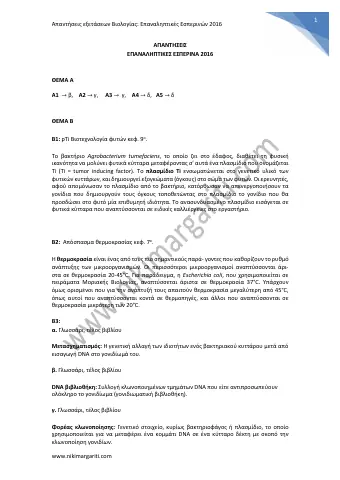 Απαντήσεις εξετάσεων Βιολογίας: Επαναληπτικές Εσπερινών 2016
1
ΑΠΑΝΤΗΣΕΙΣ
ΕΠΑΝΑΛΗΠΤΙΚΕΣ ΕΣΠΕΡΙΝΑ 2016
ΘΕΜΑ Α
Α1 → β, Α2 → γ, Α3 → γ, Α4 → δ, Α5 → δ
ΘΕΜΑ Β
Β1: pTi Βιοτεχνολογία φυτών κεφ. 9ο.
Το βακτήριο Agrobacterium tumefaciens, το οποίο ζει στο έδαφος, διαθέτει τη φυσική
ικανότητα να μολύνει φυτικά κύτταρα μεταφέροντας σ' αυτά ένα πλασμίδιο που ονομάζεται
Ti (Ti = tumor inducing factor). Το πλασμίδιο Ti ενσωματώνεται στο γενετικό υλικό των
φυτικών κυττάρων, και δημιουργεί εξογκώματα (όγκους) στο σώμα των φυτών. Οι ερευνητές,
αφού απομόνωσαν το πλασμίδιο από το βακτήριο, κατόρθωσαν να απενεργοποιήσουν τα
γονίδια που δημιουργούν τους όγκους τοποθετώντας στο πλασμίδιο το γονίδιο που θα
προσδώσει στο φυτό μία επιθυμητή ιδιότητα. Το ανασυνδυασμένο πλασμίδιο εισάγεται σε
φυτικά κύτταρα που αναπτύσσονται σε ειδικές καλλιέργειες στο εργαστήριο.
Β2: Απόσπασμα θερμοκρασίας κεφ. 7ο.
Η θερμοκρασία είναι ένας από τους πιο σημαντικούς παρά- γοντες που καθορίζουν το ρυθμό
ανάπτυξης των μικροοργανισμών. Οι περισσότεροι μικροοργανισμοί αναπτύσσονται άρι-
στα σε θερμοκρασία 20-45°C. Για παράδειγμα, η Escherichia coli, που χρησιμοποιείται σε
πειράματα Μοριακής Βιολογίας, αναπτύσσεται άριστα σε θερμοκρασία 37°C. Υπάρχουν
όμως ορισμένοι που για την ανάπτυξή τους απαιτούν θερμοκρασία μεγαλύτερη από 45°C,
όπως αυτοί που αναπτύσσονται κοντά σε θερμοπηγές, και άλλοι που αναπτύσσονται σε
θερμοκρασία μικρότερη των 20°C.
Β3:
α. Γλωσσάρι, τέλος βιβλίου
Μετασχηματισμός: Η γενετική αλλαγή των ιδιοτήτων ενός βακτηριακού κυττάρου μετά από
εισαγωγή DNA στο γονιδίωμά του.
β. Γλωσσάρι, τέλος βιβλίου
DNA βιβλιοθήκη: Συλλογή κλωνοποιημένων τμημάτων DNA που είτε αντιπροσωπεύουν
ολόκληρο το γονιδίωμα (γονιδιωματική βιβλιοθήκη).
γ. Γλωσσάρι, τέλος βιβλίου
Φορέας κλωνοποίησης: Γενετικό στοιχείο, κυρίως βακτηριοφάγος ή πλασμίδιο, το οποίο
χρησιμοποιείται για να μεταφέρει ένα κομμάτι DNA σε ένα κύτταρο δέκτη με σκοπό την
κλωνοποίηση γονιδίων.
www.nikimargariti.com
www.nikimargariti.com